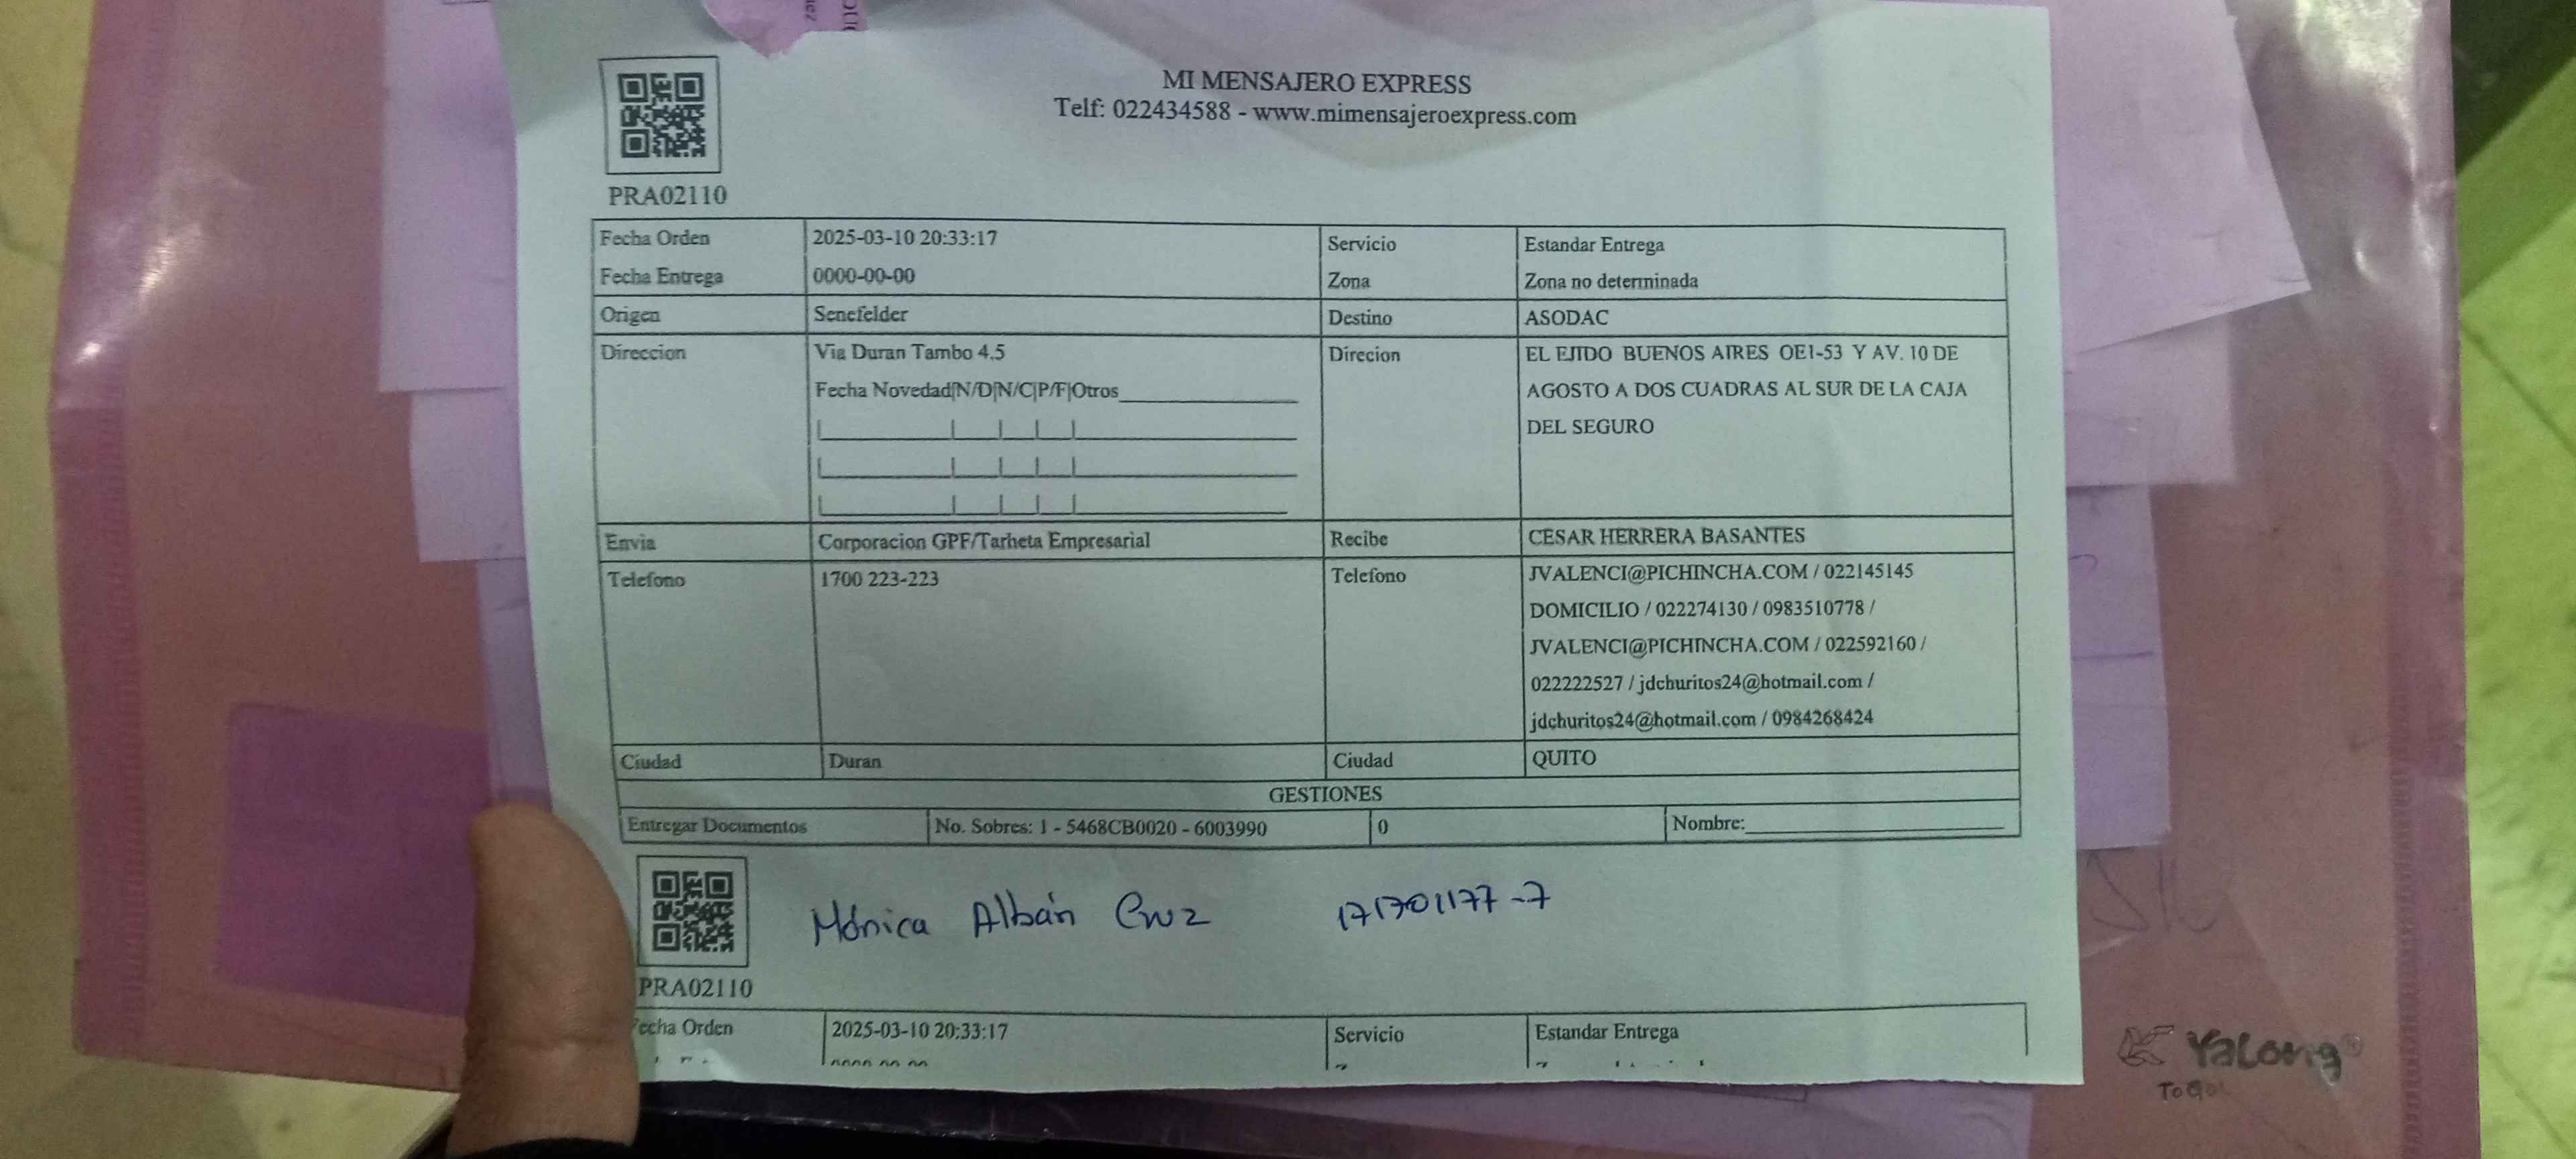 MI MENSAJERO EXPRESS
Telf: 022434588 - www.mimensajeroexpress.com
PRA02110
Fecha Orden 2025-03-10 20:33:17 Servicio Estandar Entrega
Fecha Entrega 0000-00-00 Zona Zona no determinada
Origen Senefelder Destino ASODAC
Direccion Via Duran Tambo 4.5 Direcion EL EJIDO BUENOS AIRES OE1-53 Y AV. 10 DE
Fecha Novedad|N/D|N/C|P/F|Otros AGOSTO A DOS CUADRAS AL SUR DE LA CAJA
DEL SEGURO
Envia Corporacion GPF/Tarheta Empresarial Recibe CESAR HERRERA BASANTES
Telefono 1700 223-223 Telefono JVALENCI@PICHINCHA.COM / 022145145
DOMICILIO / 022274130 / 0983510778 /
JVALENCI@PICHINCHA.COM / 022592160 /
022222527 / jdchuritos24@hotmail.com /
jdchuritos24@hotmail.com / 0984268424
Ciudad Duran Ciudad QUITO
GESTIONES
Entregar Documentos No. Sobres: 1 - 5468CB0020 - 6003990 0 Nombre:
Mónica Albán Cruz 171701177-7
PRA02110
Fecha Orden 2025-03-10 20:33:17 Servicio Estandar Entrega
YaLong